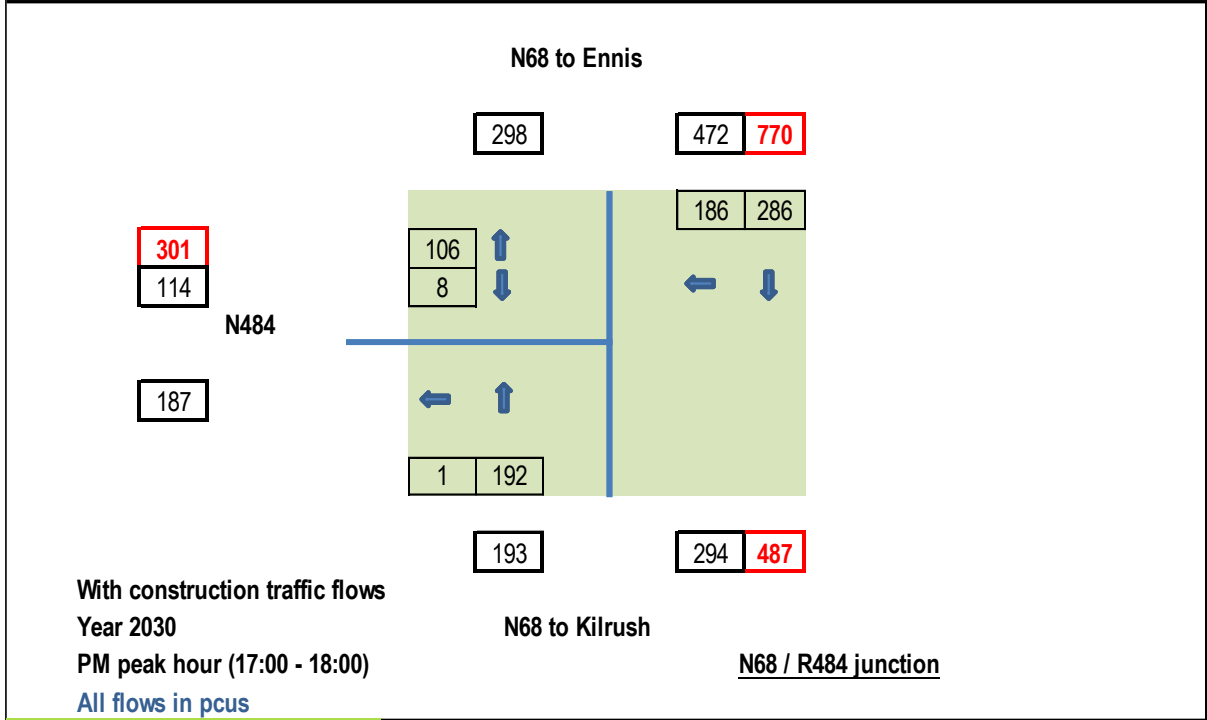 N68 to Ennis
298 472 770
186 286
301 106
114 8
N484
187
1 192
193 294 487
With construction traffic flows
Year 2030 N68 to Kilrush
PM peak hour (17:00 - 18:00) N68 / R484 junction
All flows in pcus